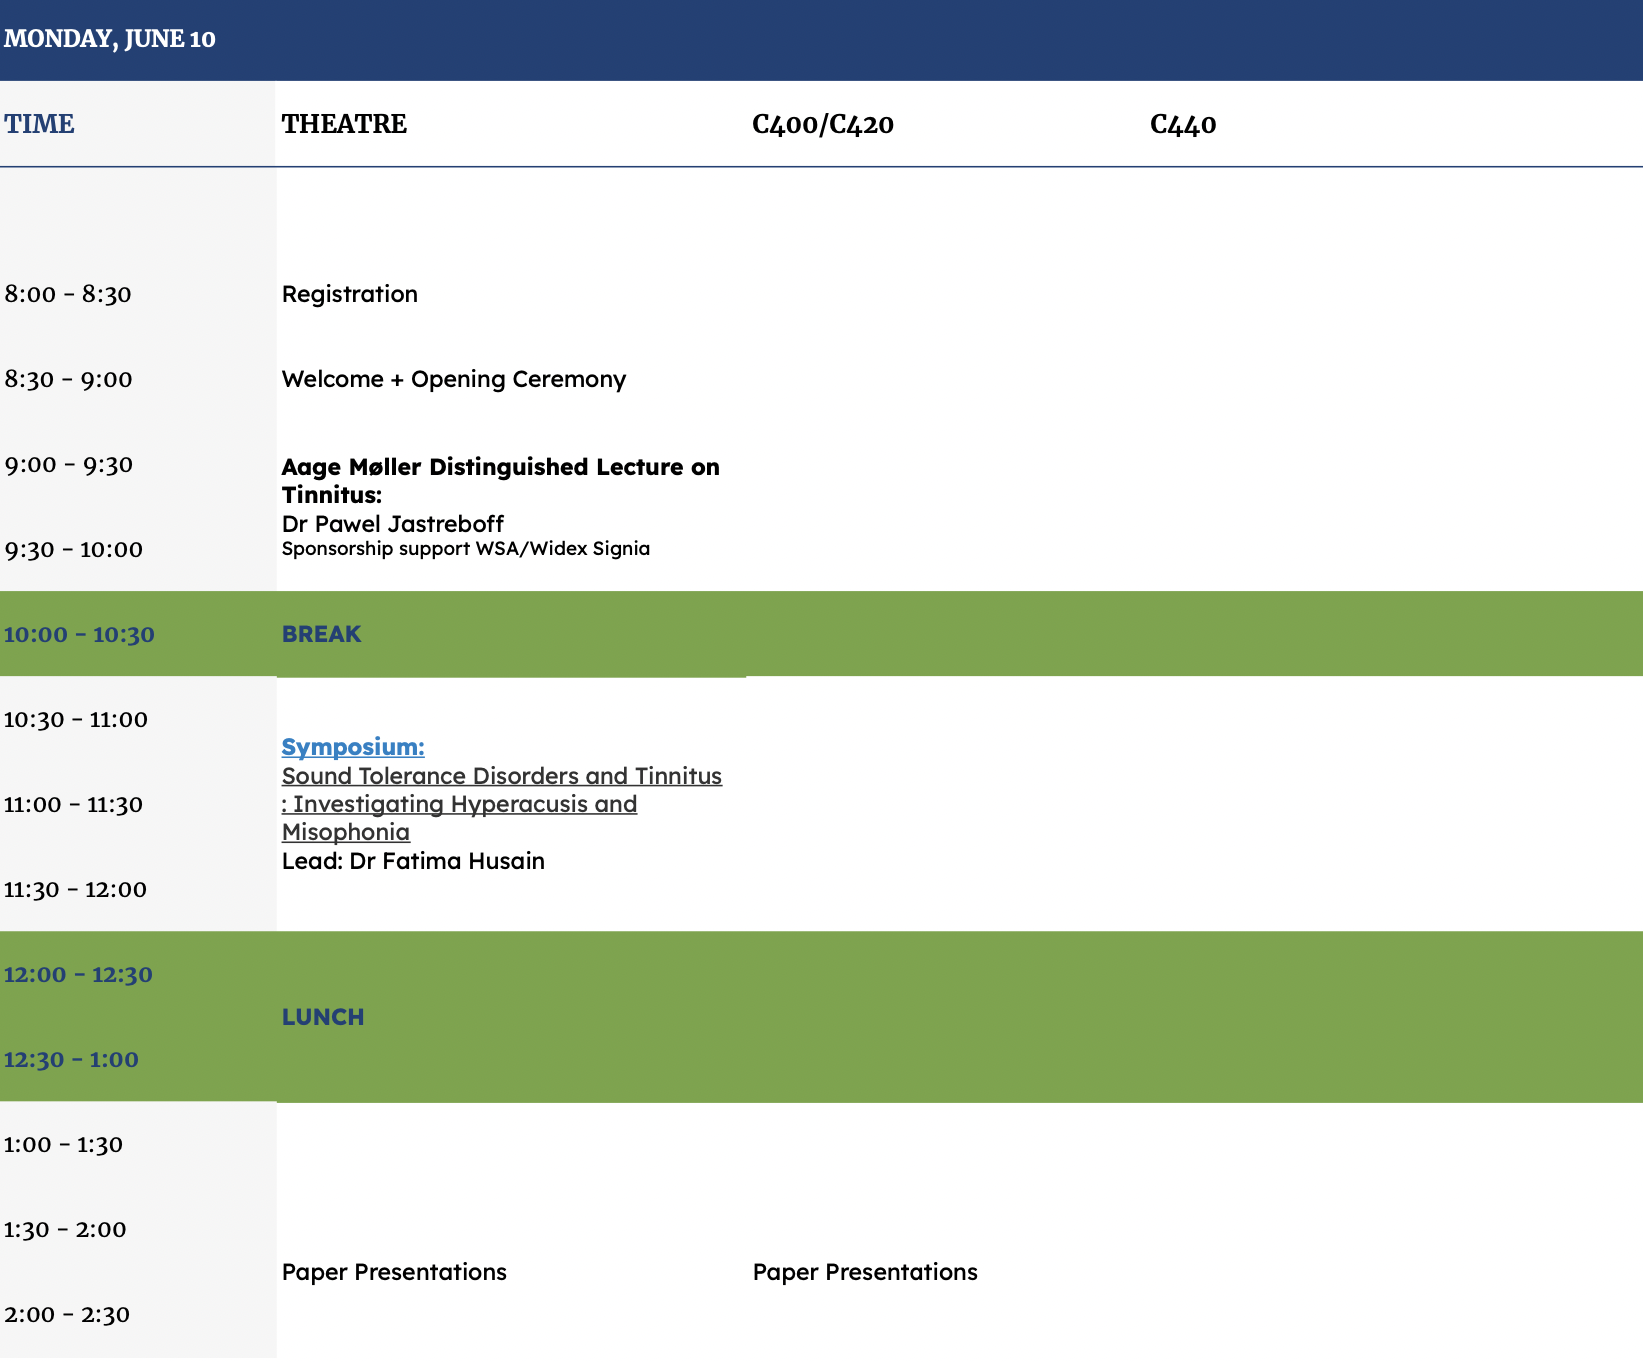 MONDAY, JUNE 10
TIME THEATRE C400/C420 C440
8:00 - 8:30 Registration
8:30 - 9:00 Welcome + Opening Ceremony
9:00 - 9:30
Aage Møller Distinguished Lecture on
Tinnitus:
Dr Pawel Jastreboff
9:30 - 10:00 Sponsorship support WSA/Widex Signia
10:00 - 10:30 BREAK
10:30 - 11:00
Symposium:
Sound Tolerance Disorders and Tinnitus
11:00 - 11:30 : Investigating Hyperacusis and
Misophonia
Lead: Dr Fatima Husain
11:30 - 12:00
12:00 - 12:30
LUNCH
12:30 - 1:00
1:00 - 1:30
1:30 - 2:00
Paper Presentations Paper Presentations
2:00 - 2:30